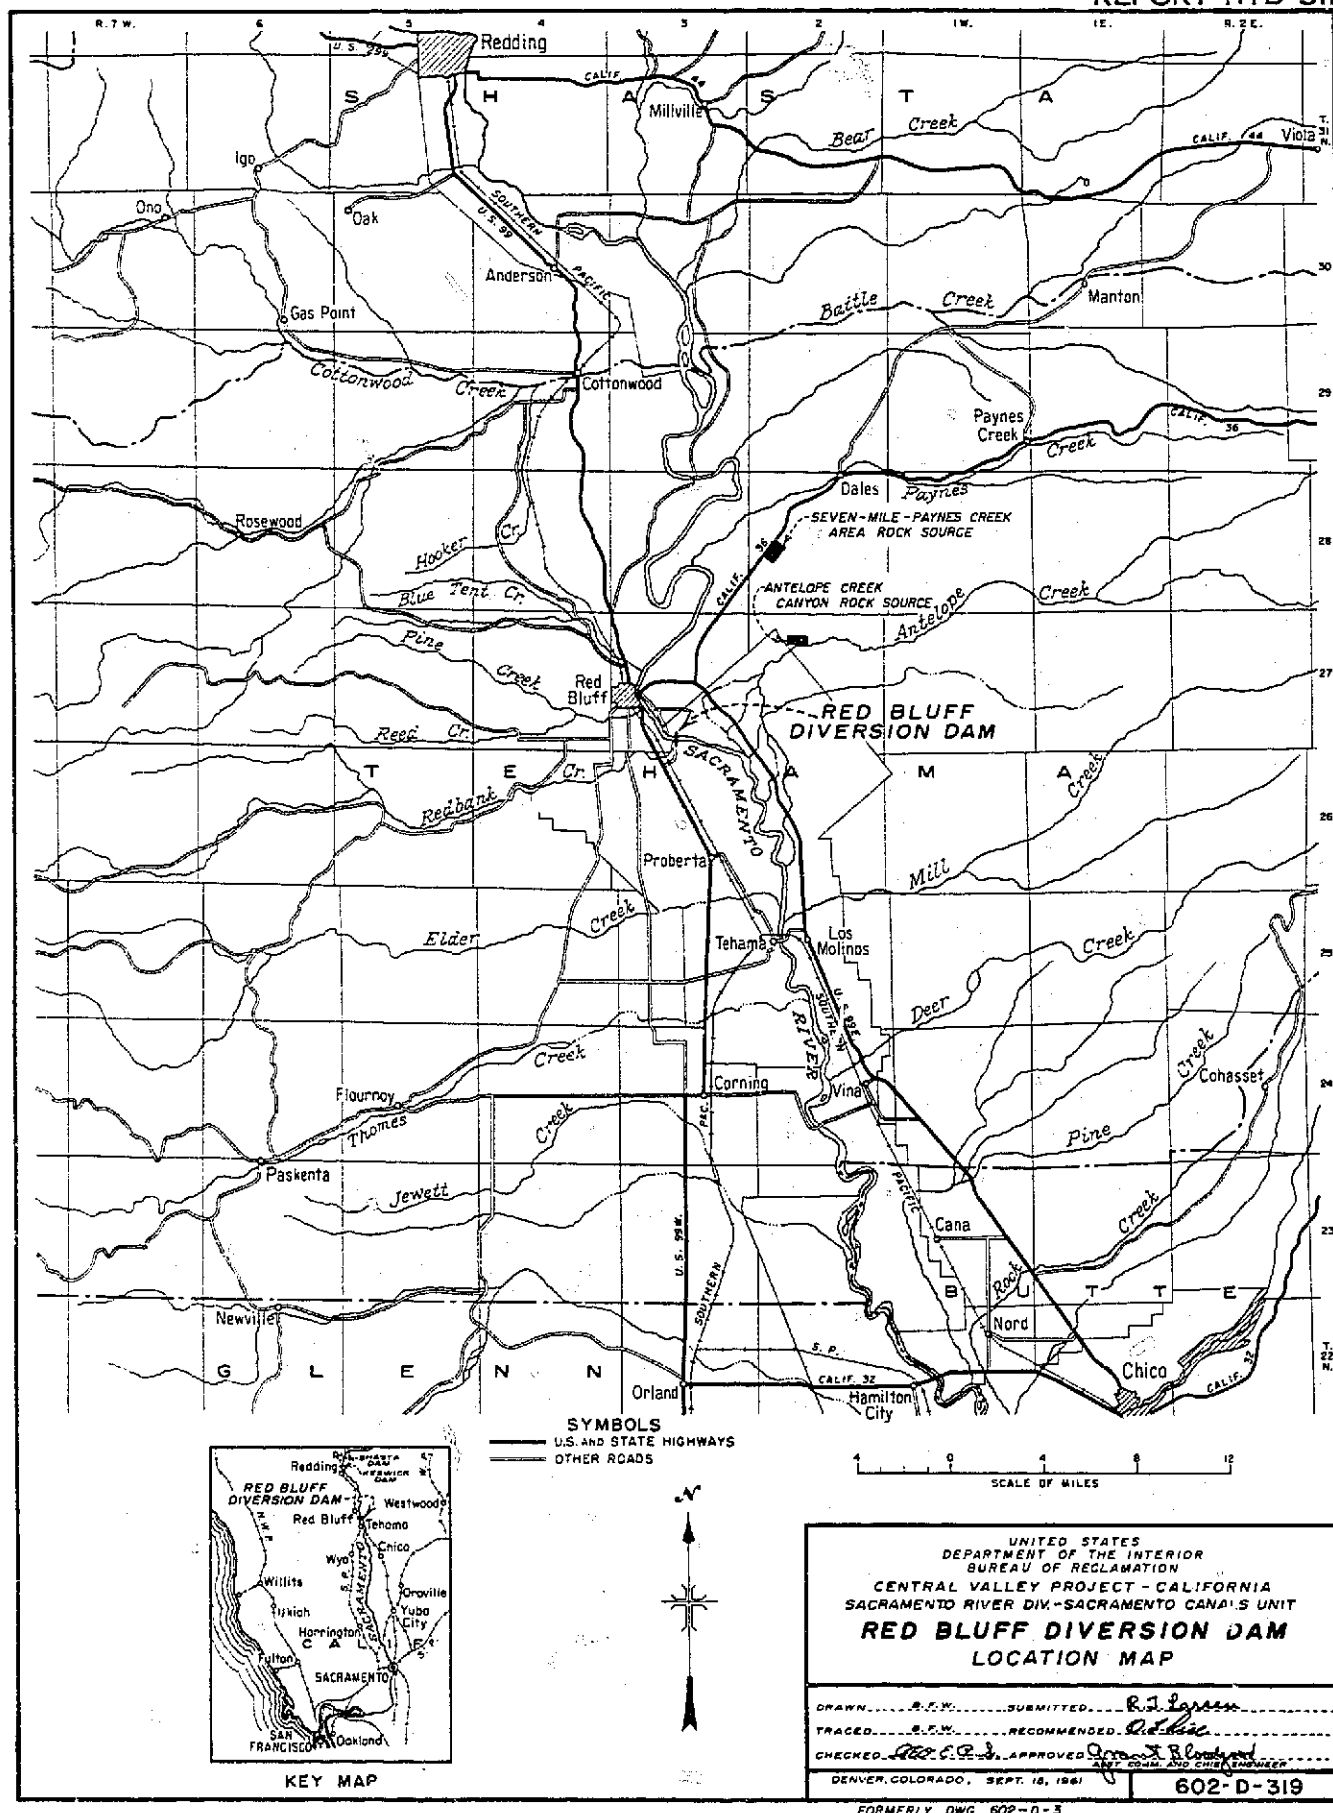 R. 7 W.
6
5
4
3
2
1 W.
1 E.
R. 2 E.
U.S. 299
Redding
CALIF.
44
S H A S T A
Millville
Bear Creek
CALIF. 44
Viola
T. 31 N.
Igo
Ono
Oak
SOUTHERN
U.S. 99
PACIFIC
Anderson
30
Battle Creek
Manton
Gas Point
Cottonwood Creek
Cottonwood
29
Paynes
Creek
CALIF. 36
Creek
Dales
Paynes
Rosewood
SEVEN-MILE-PAYNES CREEK
AREA ROCK SOURCE
Hooker Cr.
36
28
CALIF.
Blue Tent Cr.
ANTELOPE CREEK
CANYON ROCK SOURCE
Antelope
Creek
Pine
Creek
27
Red
Bluff
RED BLUFF
DIVERSION DAM
Reed Cr.
SACRAMENTO
T E H A M A
Redbank
Cr.
Creek
26
Proberta
Mill
Elder
Creek
Tehama
Los
Molinos
Creek
25
U.S. 99E.
SOUTHERN
Deer
RIVER
Creek
Creek
Cohasset
24
Flournoy
Thomes
Corning
Vina
PAC.
Creek
Pine
Paskenta
Jewett
PACIFIC
Creek
Cana
23
U.S. 99W.
SOUTHERN
Rock
B U T T E
Newville
Nord
S. P.
T. 22 N.
G L E N N
Orland
CALIF. 32
Hamilton
City
Chico
CALIF. 32
SYMBOLS
U.S. AND STATE HIGHWAYS
OTHER ROADS
4 0 4 8 12
SCALE OF MILES
SHASTA
DAM
KESWICK
DAM
Redding
RED BLUFF
DIVERSION DAM
Westwood
N.W.P.
Red Bluff
Tehama
Wyo
Chico
S. P.
SACRAMENTO
Willits
Oroville
Ukiah
Yuba
City
Harrington
C A L I F
Fulton
SACRAMENTO
SAN
FRANCISCO
Oakland
KEY MAP
N
UNITED STATES
DEPARTMENT OF THE INTERIOR
BUREAU OF RECLAMATION
CENTRAL VALLEY PROJECT - CALIFORNIA
SACRAMENTO RIVER DIV.-SACRAMENTO CANALS UNIT
RED BLUFF DIVERSION DAM
LOCATION MAP
DRAWN B.F.W. SUBMITTED R.J. Larsen
TRACED B.F.W. RECOMMENDED
CHECKED APPROVED Grant Bloodgood
ASST. COMM. AND CHIEF ENGINEER
DENVER, COLORADO, SEPT. 18, 1961
602-D-319
FORMERLY DWG. 602-D-3